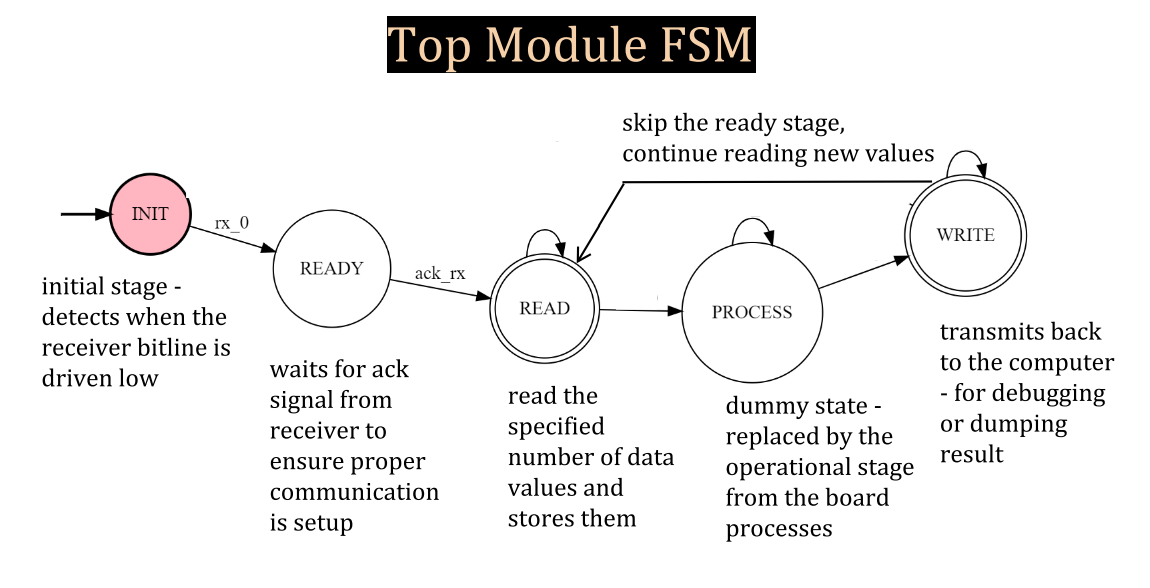 Top Module FSM
skip the ready stage,
continue reading new values
INIT
rx_0
READY
ack_rx
READ
PROCESS
WRITE
initial stage -
detects when the
receiver bitline is
driven low
waits for ack
signal from
receiver to
ensure proper
communication
is setup
read the
specified
number of data
values and
stores them
dummy state -
replaced by the
operational stage
from the board
processes
transmits back
to the computer
- for debugging
or dumping
result